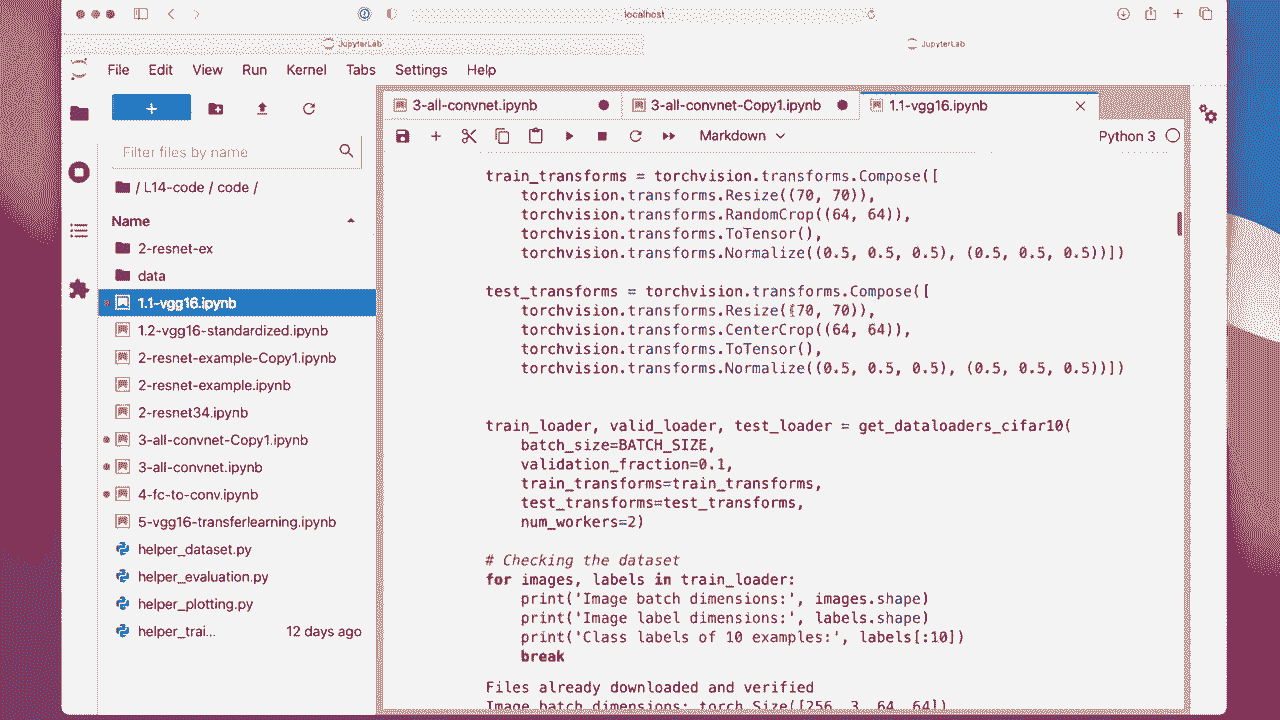 localhost
JupyterLab
JupyterLab
File Edit View Run Kernel Tabs Settings Help
3-all-convnet.ipynb
3-all-convnet-Copy1.ipynb
1.1-vgg16.ipynb
Markdown
Python 3
Filter files by name
/ L14-code / code /
Name
2-resnet-ex
data
1.1-vgg16.ipynb
1.2-vgg16-standardized.ipynb
2-resnet-example-Copy1.ipynb
2-resnet-example.ipynb
2-resnet34.ipynb
3-all-convnet-Copy1.ipynb
3-all-convnet.ipynb
4-fc-to-conv.ipynb
5-vgg16-transferlearning.ipynb
helper_dataset.py
helper_evaluation.py
helper_plotting.py
helper_trai... 12 days ago
train_transforms = torchvision.transforms.Compose([
torchvision.transforms.Resize((70, 70)),
torchvision.transforms.RandomCrop((64, 64)),
torchvision.transforms.ToTensor(),
torchvision.transforms.Normalize((0.5, 0.5, 0.5), (0.5, 0.5, 0.5))])
test_transforms = torchvision.transforms.Compose([
torchvision.transforms.Resize((70, 70)),
torchvision.transforms.CenterCrop((64, 64)),
torchvision.transforms.ToTensor(),
torchvision.transforms.Normalize((0.5, 0.5, 0.5), (0.5, 0.5, 0.5))])
train_loader, valid_loader, test_loader = get_dataloaders_cifar10(
batch_size=BATCH_SIZE,
validation_fraction=0.1,
train_transforms=train_transforms,
test_transforms=test_transforms,
num_workers=2)
# Checking the dataset
for images, labels in train_loader:
print('Image batch dimensions:', images.shape)
print('Image label dimensions:', labels.shape)
print('Class labels of 10 examples:', labels[:10])
break
Files already downloaded and verified
Image batch dimensions: torch.Size([256, 3, 64, 64])